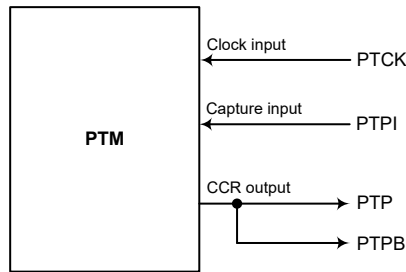 Clock input
PTCK
Capture input
PTPI
PTM
CCR output
PTP
PTPB